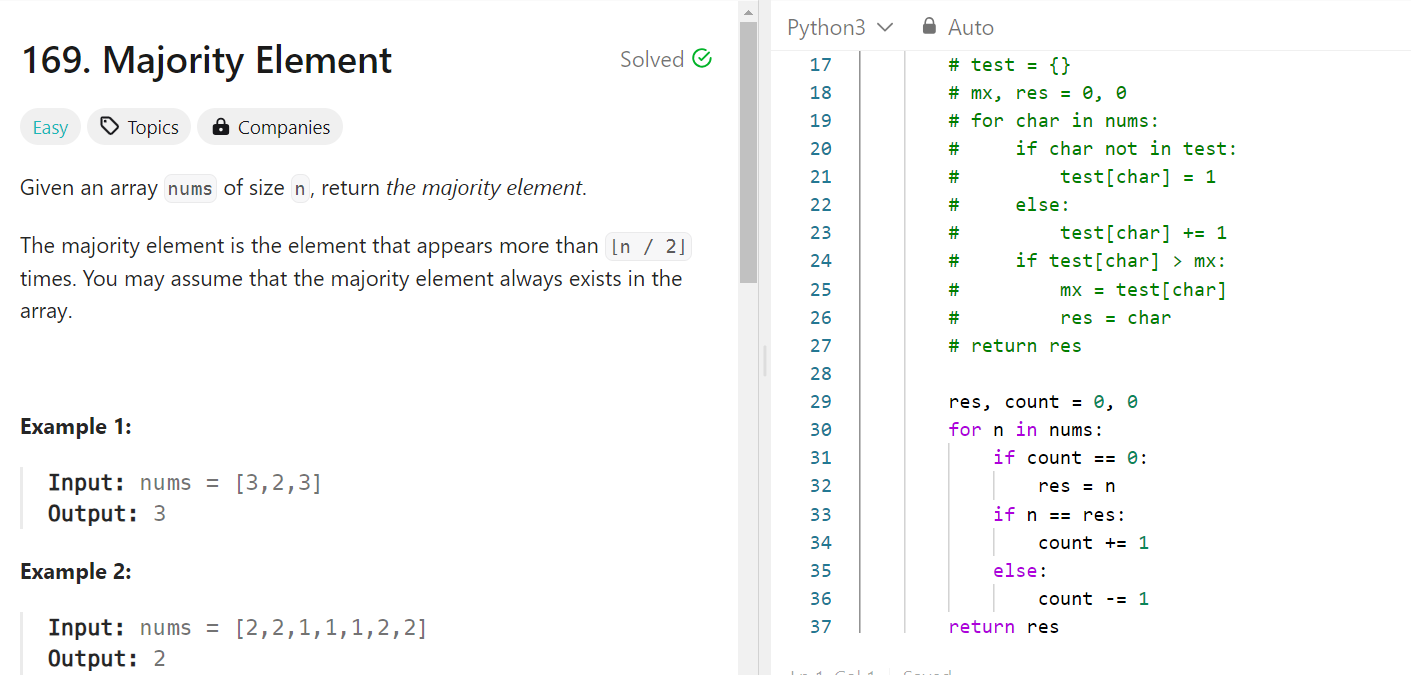 169. Majority Element
Solved
Easy
Topics
Companies
Given an array nums of size n, return the majority element.
The majority element is the element that appears more than ⌊n / 2⌋
times. You may assume that the majority element always exists in the
array.
Example 1:
Input: nums = [3,2,3]
Output: 3
Example 2:
Input: nums = [2,2,1,1,1,2,2]
Output: 2
Python3
Auto
17 # test = {}
18 # mx, res = 0, 0
19 # for char in nums:
20 #     if char not in test:
21 #         test[char] = 1
22 #     else:
23 #         test[char] += 1
24 #     if test[char] > mx:
25 #         mx = test[char]
26 #         res = char
27 # return res
28
29 res, count = 0, 0
30 for n in nums:
31     if count == 0:
32         res = n
33     if n == res:
34         count += 1
35     else:
36         count -= 1
37 return res